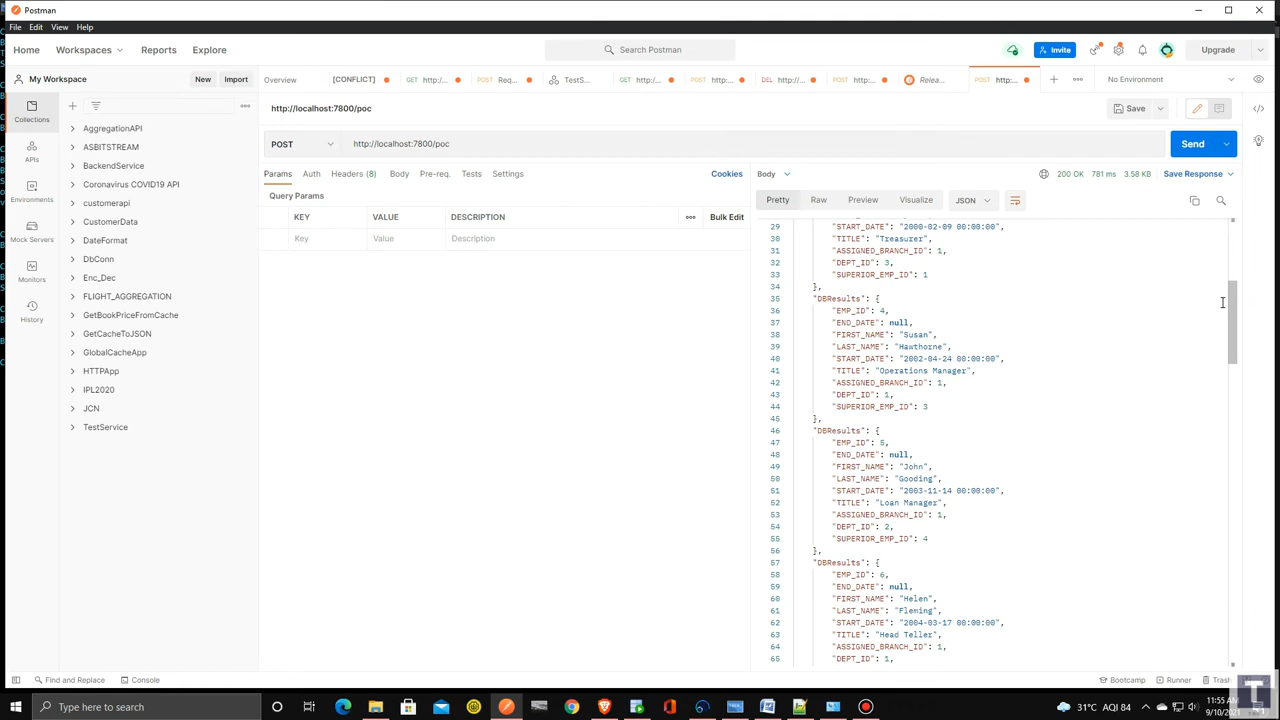 Postman
File Edit View Help
Home Workspaces Reports Explore Search Postman Invite Upgrade
My Workspace New Import Overview [CONFLICT] GET http:/... POST Req... TestS... GET http:/... POST http:... DEL http://... POST http:... Relea... POST http:... No Environment
Collections
APIs
Environments
Mock Servers
Monitors
History
AggregationAPI
ASBITSTREAM
BackendService
Coronavirus COVID19 API
customerapi
CustomerData
DateFormat
DbConn
Enc_Dec
FLIGHT_AGGREGATION
GetBookPriceFromCache
GetCacheToJSON
GlobalCacheApp
HTTPApp
IPL2020
JCN
TestService
http://localhost:7800/poc Save
POST http://localhost:7800/poc Send
Params Auth Headers (8) Body Pre-req. Tests Settings Cookies
Query Params
KEY VALUE DESCRIPTION Bulk Edit
Key Value Description
Body 200 OK 781 ms 3.58 KB Save Response
Pretty Raw Preview Visualize JSON
29 "START_DATE": "2000-02-09 00:00:00",
30 "TITLE": "Treasurer",
31 "ASSIGNED_BRANCH_ID": 1,
32 "DEPT_ID": 3,
33 "SUPERIOR_EMP_ID": 1
34 },
35 "DBResults": {
36 "EMP_ID": 4,
37 "END_DATE": null,
38 "FIRST_NAME": "Susan",
39 "LAST_NAME": "Hawthorne",
40 "START_DATE": "2002-04-24 00:00:00",
41 "TITLE": "Operations Manager",
42 "ASSIGNED_BRANCH_ID": 1,
43 "DEPT_ID": 1,
44 "SUPERIOR_EMP_ID": 3
45 },
46 "DBResults": {
47 "EMP_ID": 5,
48 "END_DATE": null,
49 "FIRST_NAME": "John",
50 "LAST_NAME": "Gooding",
51 "START_DATE": "2003-11-14 00:00:00",
52 "TITLE": "Loan Manager",
53 "ASSIGNED_BRANCH_ID": 1,
54 "DEPT_ID": 2,
55 "SUPERIOR_EMP_ID": 4
56 },
57 "DBResults": {
58 "EMP_ID": 6,
59 "END_DATE": null,
60 "FIRST_NAME": "Helen",
61 "LAST_NAME": "Fleming",
62 "START_DATE": "2004-03-17 00:00:00",
63 "TITLE": "Head Teller",
64 "ASSIGNED_BRANCH_ID": 1,
65 "DEPT_ID": 1,
Find and Replace Console Bootcamp Runner Trash
Type here to search 31°C AQI 84 11:55 AM
9/10/2021